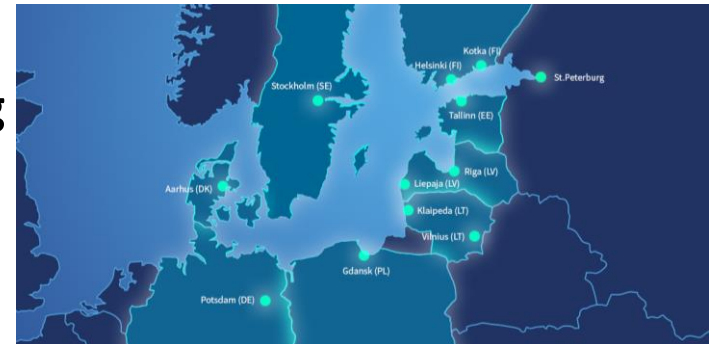 Kotka (FI)
Helsinki (FI)
St.Peterburg
Stockholm (SE)
Tallinn (EE)
Riga (LV)
Aarhus (DK)
Liepaja (LV)
Klaipeda (LT)
Vilnius (LT)
Gdansk (PL)
Potsdam (DE)